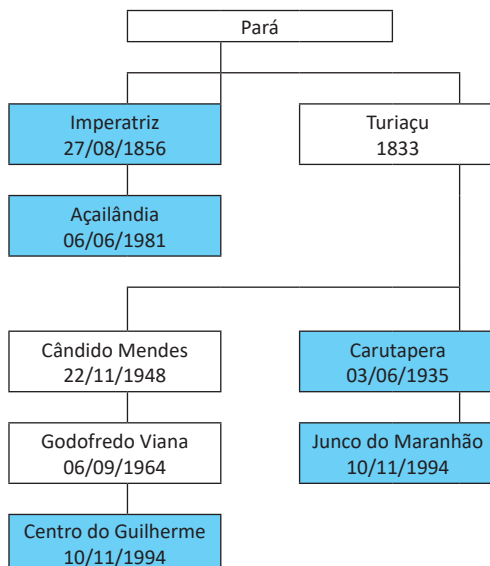 Pará
Imperatriz
27/08/1856
Turiaçu
1833
Açailândia
06/06/1981
Cândido Mendes
22/11/1948
Carutapera
03/06/1935
Godofredo Viana
06/09/1964
Junco do Maranhão
10/11/1994
Centro do Guilherme
10/11/1994